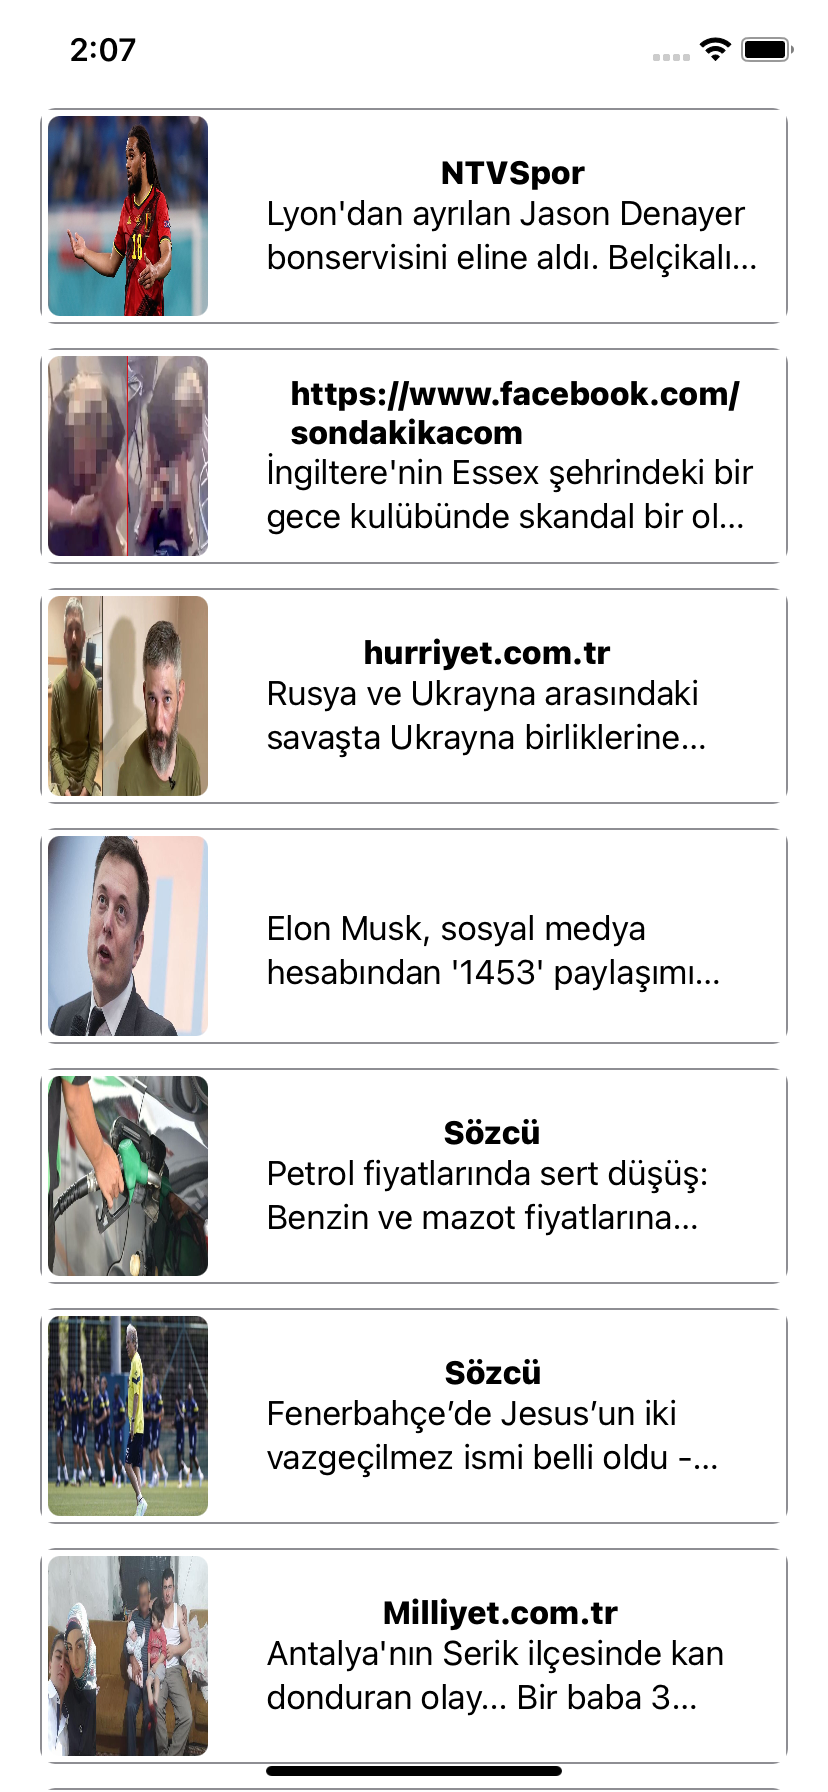 2:07
NTVSpor
Lyon'dan ayrılan Jason Denayer
bonservisini eline aldı. Belçikalı...
https://www.facebook.com/
sondakikacom
İngiltere'nin Essex şehrindeki bir
gece kulübünde skandal bir ol...
hurriyet.com.tr
Rusya ve Ukrayna arasındaki
savaşta Ukrayna birliklerine...
Elon Musk, sosyal medya
hesabından '1453' paylaşımı...
Sözcü
Petrol fiyatlarında sert düşüş:
Benzin ve mazot fiyatlarına...
Sözcü
Fenerbahçe’de Jesus’un iki
vazgeçilmez ismi belli oldu -...
Milliyet.com.tr
Antalya'nın Serik ilçesinde kan
donduran olay... Bir baba 3...